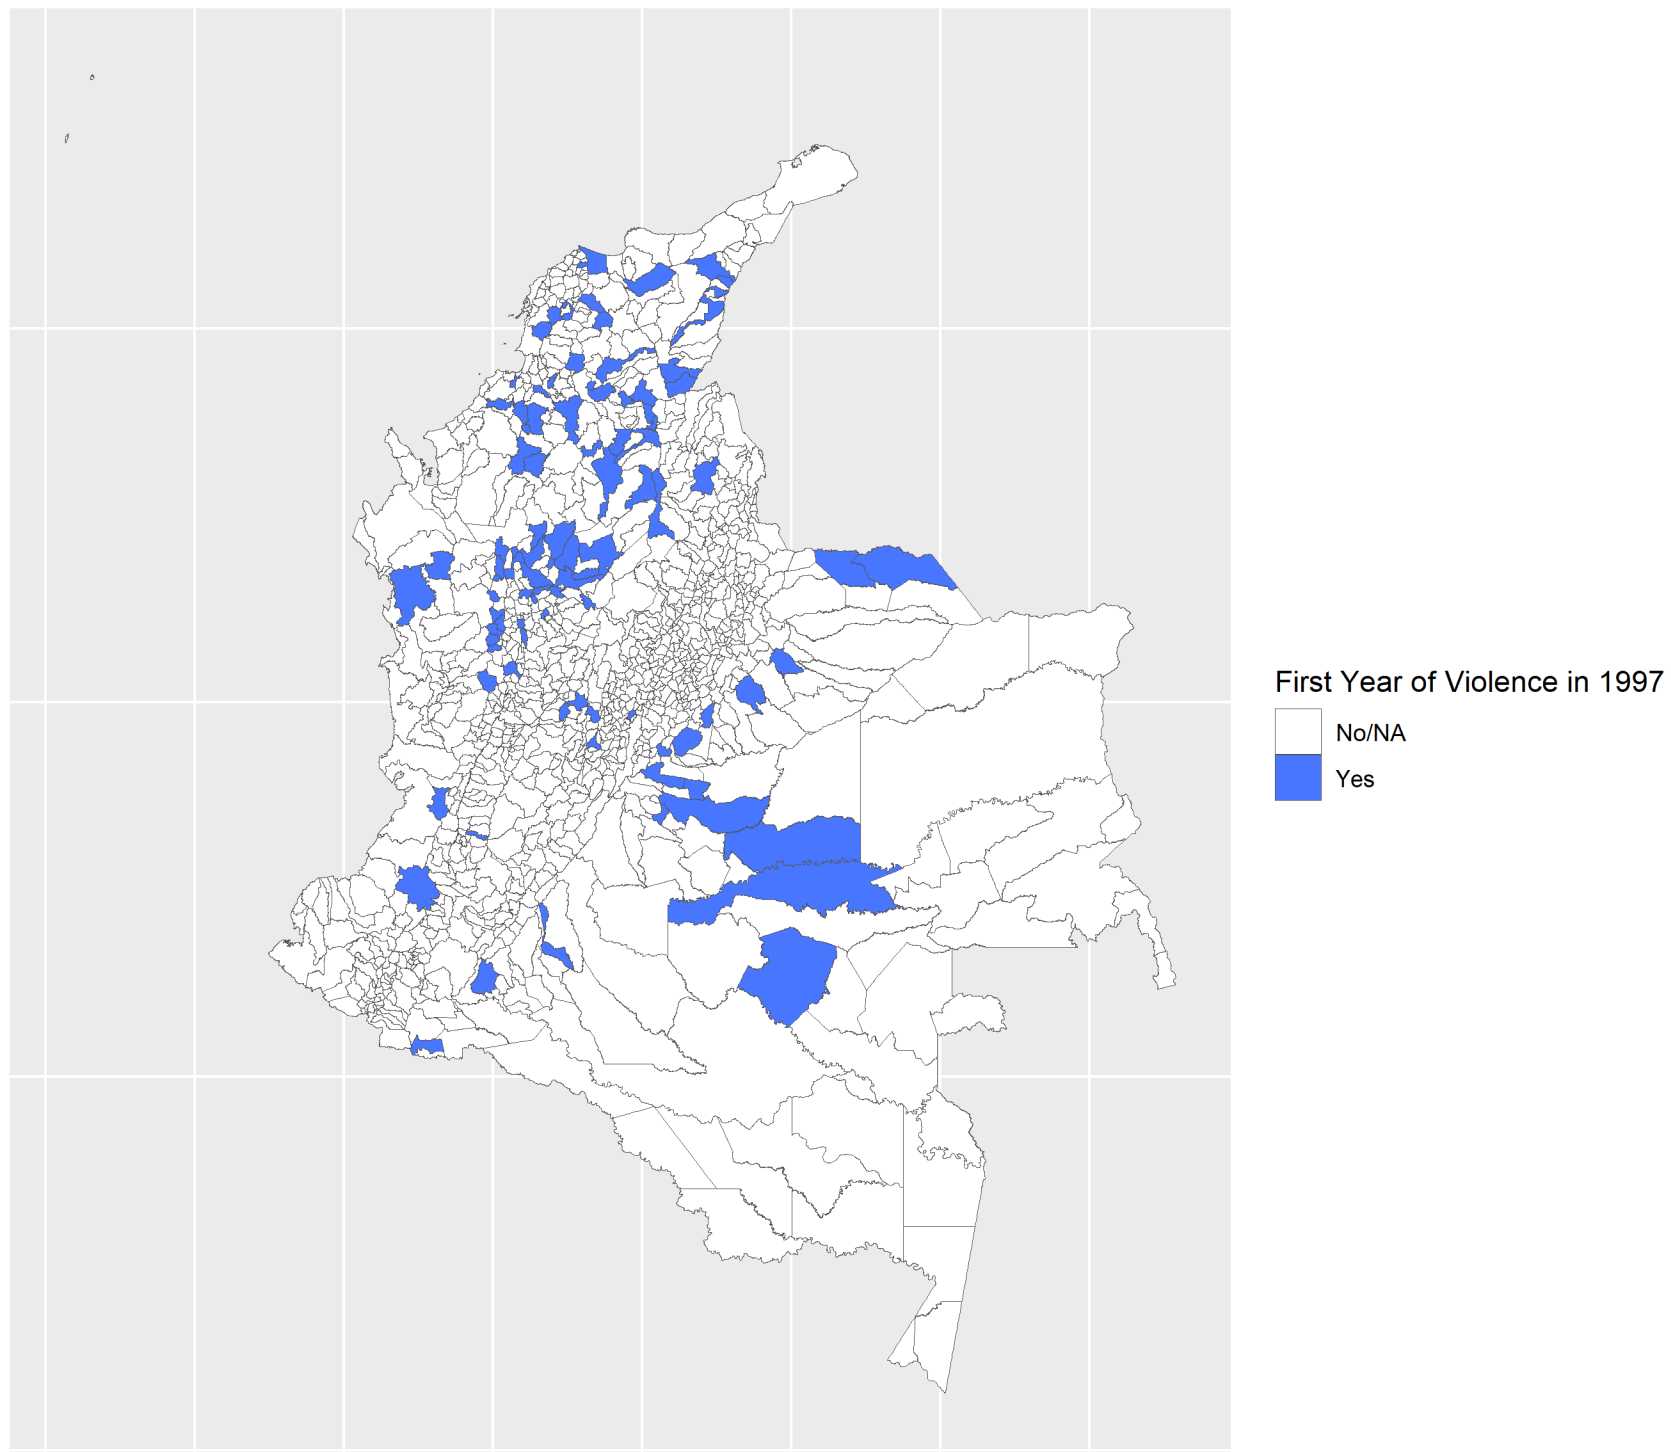 First Year of Violence in 1997
No/NA
Yes